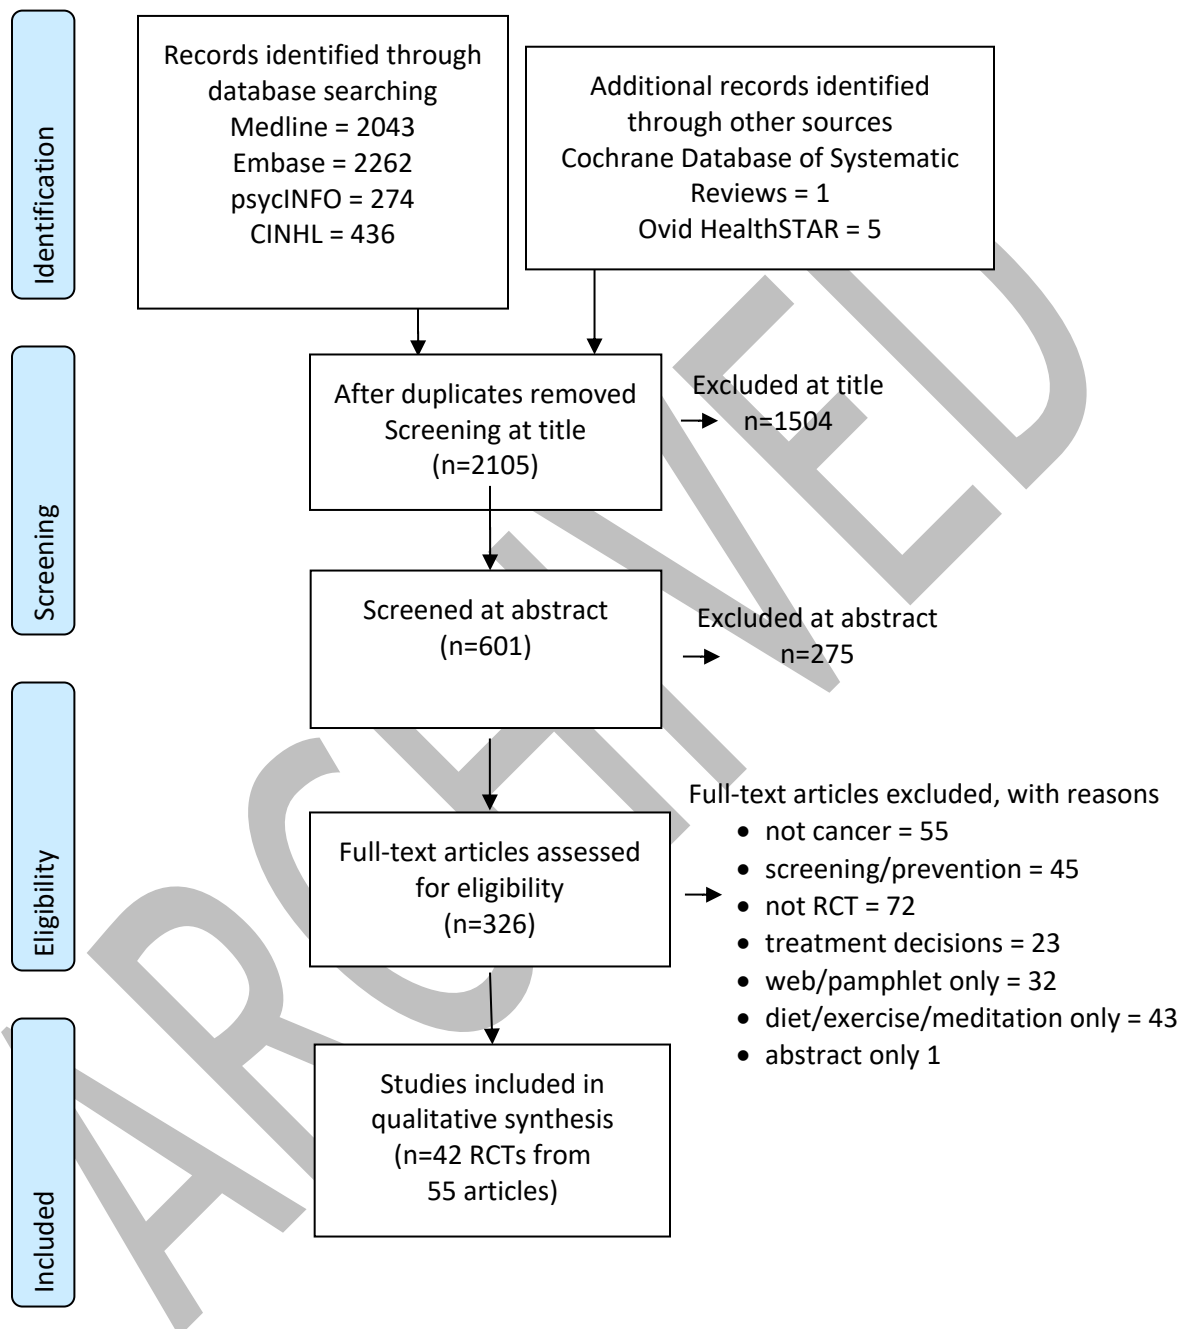 Identification
Records identified through
database searching
Medline = 2043
Embase = 2262
psycINFO = 274
CINHL = 436
Additional records identified
through other sources
Cochrane Database of Systematic
Reviews = 1
Ovid HealthSTAR = 5
Screening
After duplicates removed
Screening at title
(n=2105)
Excluded at title
n=1504
Screened at abstract
(n=601)
Excluded at abstract
n=275
Eligibility
Full-text articles assessed
for eligibility
(n=326)
Full-text articles excluded, with reasons
• not cancer = 55
• screening/prevention = 45
• not RCT = 72
• treatment decisions = 23
• web/pamphlet only = 32
• diet/exercise/meditation only = 43
• abstract only 1
Included
Studies included in
qualitative synthesis
(n=42 RCTs from
55 articles)
ARCHIVED